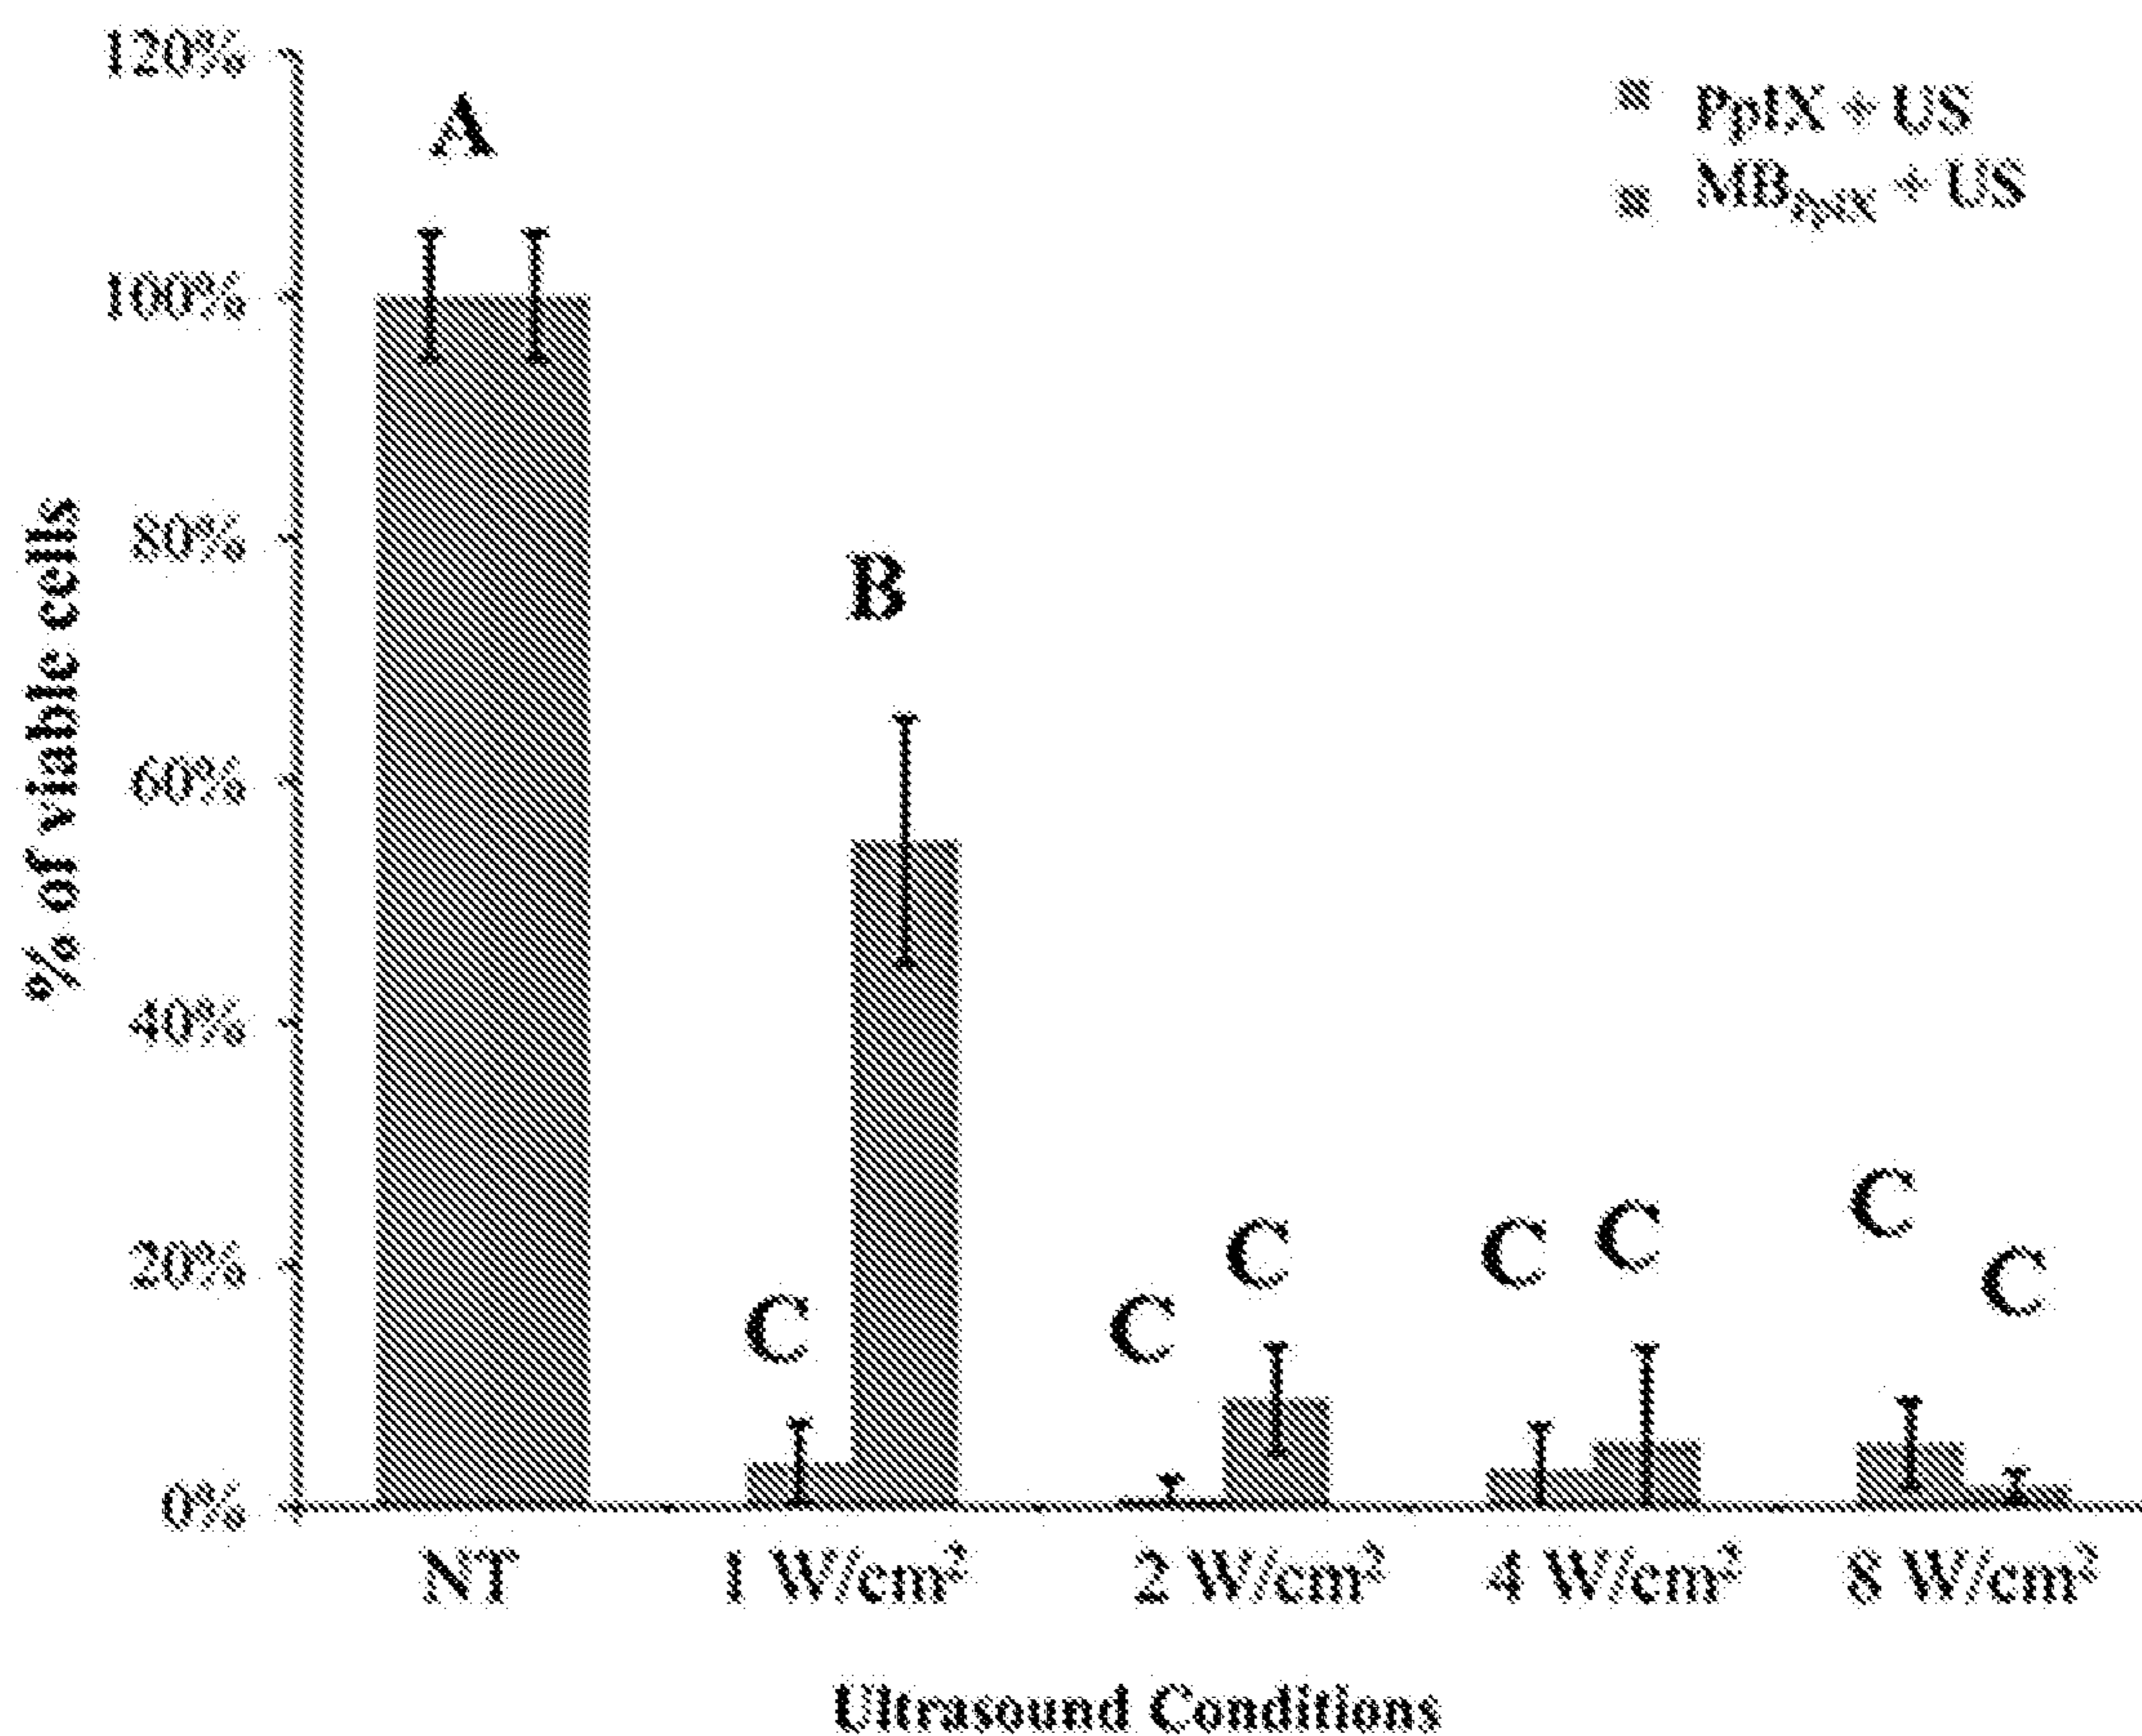 120%
100%
80%
60%
40%
20%
0%
% of viable cells
PpIX + US
MBPpIX + US
A
B
C
C
C
C
C
C
C
NT
1 W/cm²
2 W/cm²
4 W/cm²
8 W/cm²
Ultrasound Conditions